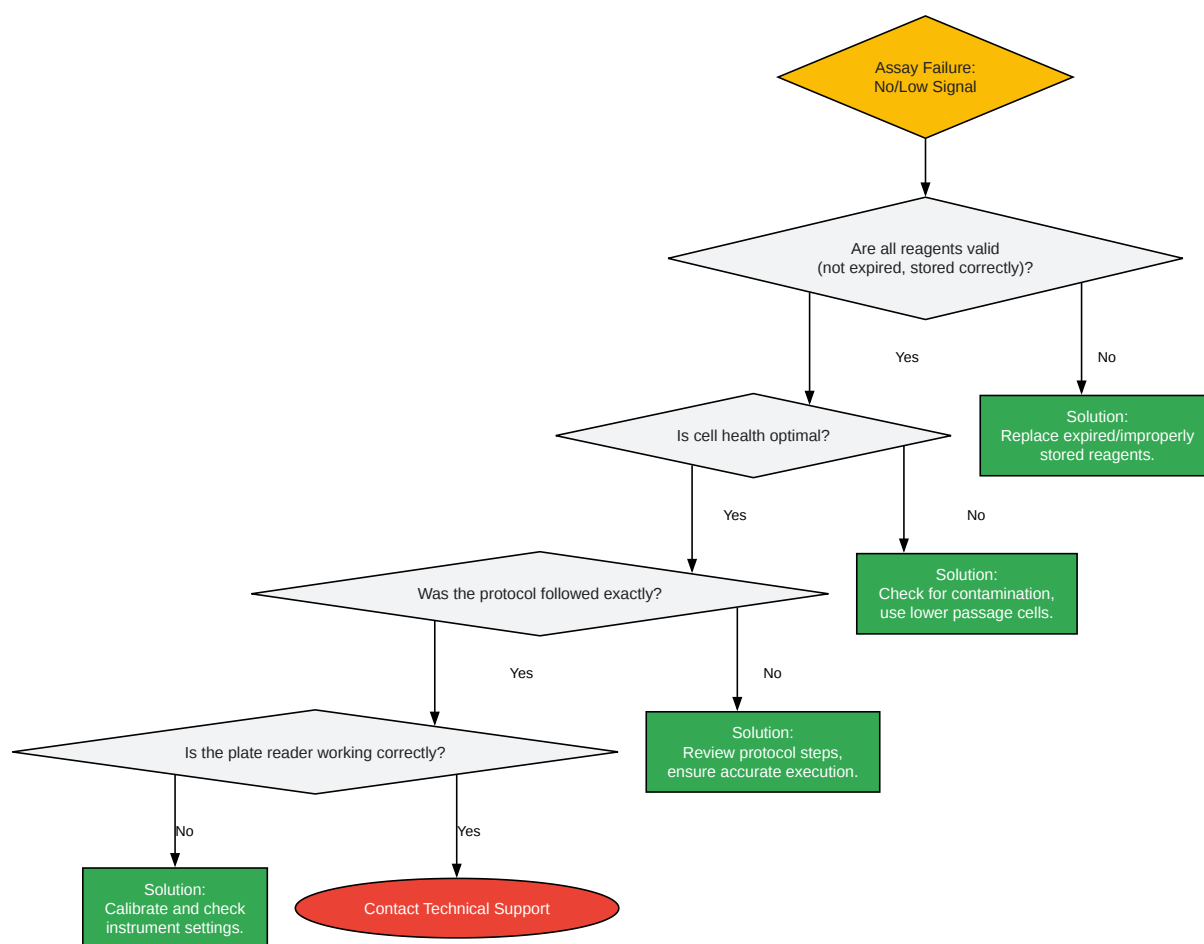 Assay Failure:
No/Low Signal
Are all reagents valid
(not expired, stored correctly)?
Yes
No
Is cell health optimal?
Solution:
Replace expired/improperly
stored reagents.
Yes
No
Was the protocol followed exactly?
Solution:
Check for contamination,
use lower passage cells.
Yes
No
Is the plate reader working correctly?
Solution:
Review protocol steps,
ensure accurate execution.
No
Yes
Solution:
Calibrate and check
instrument settings.
Contact Technical Support